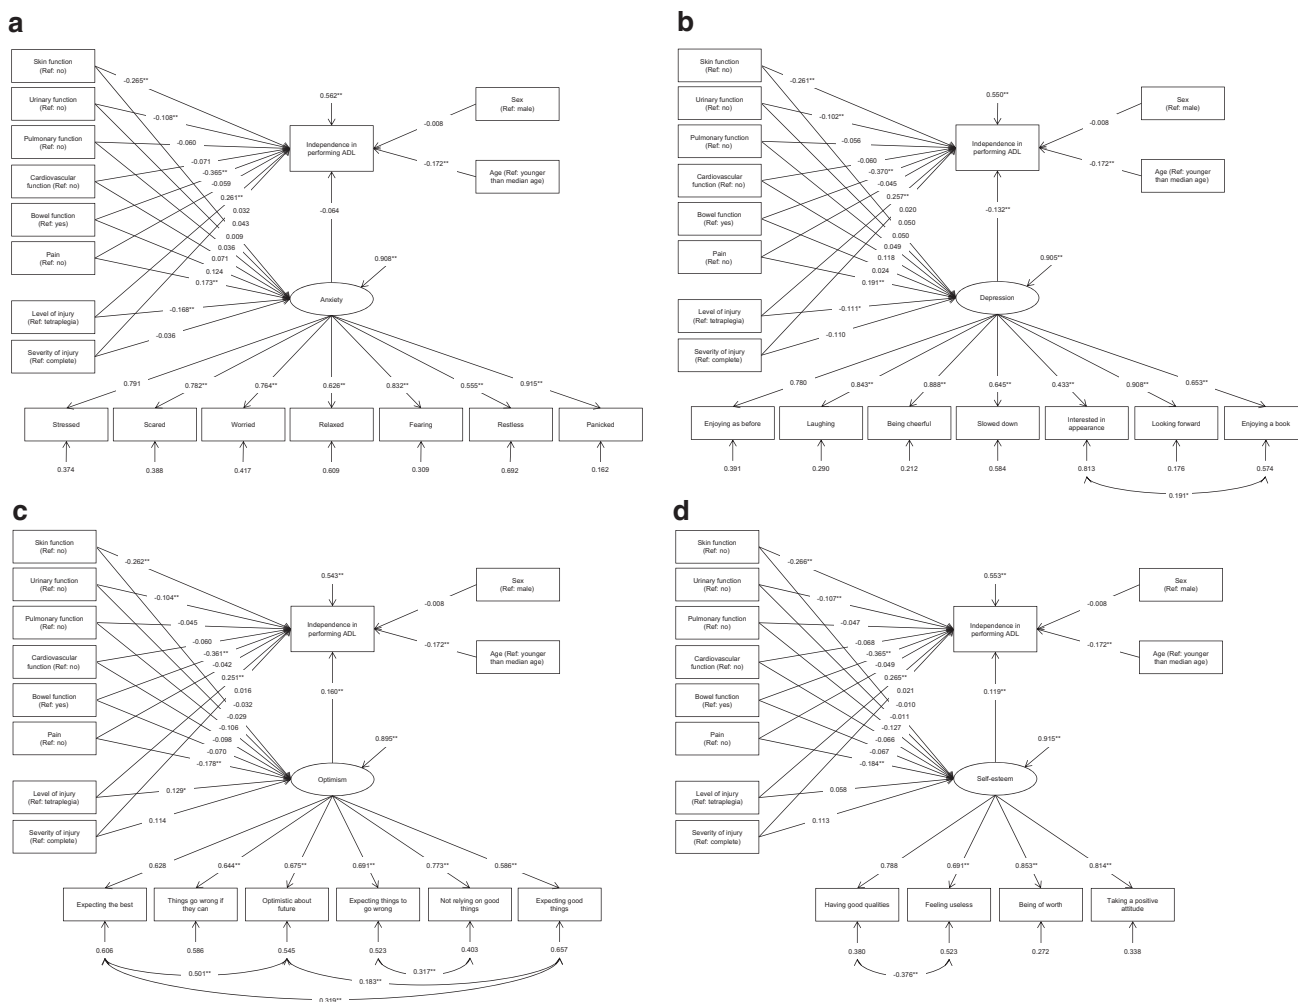 a
Skin function
(Ref: no)
Urinary function
(Ref: no)
Pulmonary function
(Ref: no)
Cardiovascular
function (Ref: no)
Bowel function
(Ref: yes)
Pain
(Ref: no)
Level of injury
(Ref: tetraplegia)
Severity of injury
(Ref: complete)
-0.265**
-0.108**
-0.060
-0.071
-0.365**
-0.059
0.261**
0.032
0.043
0.009
0.036
0.071
0.124
0.173**
-0.168**
-0.036
0.562**
Independence in
performing ADL
-0.008
-0.172**
Sex
(Ref: male)
Age (Ref: younger
than median age)
-0.064
0.908**
Anxiety
0.791
0.782**
0.764**
0.626**
0.832**
0.555**
0.915**
Stressed
Scared
Worried
Relaxed
Fearing
Restless
Panicked
0.374
0.388
0.417
0.609
0.309
0.692
0.162
b
Skin function
(Ref: no)
Urinary function
(Ref: no)
Pulmonary function
(Ref: no)
Cardiovascular
function (Ref: no)
Bowel function
(Ref: yes)
Pain
(Ref: no)
Level of injury
(Ref: tetraplegia)
Severity of injury
(Ref: complete)
-0.261**
-0.102**
-0.056
-0.060
-0.370**
-0.045
0.257**
0.020
0.050
0.050
0.049
0.118
0.024
0.191**
-0.111*
-0.110
0.550**
Independence in
performing ADL
-0.008
-0.172**
Sex
(Ref: male)
Age (Ref: younger
than median age)
-0.132**
0.905**
Depression
0.780
0.843**
0.888**
0.645**
0.433**
0.908**
0.653**
Enjoying as before
Laughing
Being cheerful
Slowed down
Interested in
appearance
Looking forward
Enjoying a book
0.391
0.290
0.212
0.584
0.813
0.176
0.574
0.191*
c
Skin function
(Ref: no)
Urinary function
(Ref: no)
Pulmonary function
(Ref: no)
Cardiovascular
function (Ref: no)
Bowel function
(Ref: yes)
Pain
(Ref: no)
Level of injury
(Ref: tetraplegia)
Severity of injury
(Ref: complete)
-0.262**
-0.104**
-0.045
-0.060
-0.361**
-0.042
0.251**
0.016
-0.032
-0.029
-0.106
-0.098
-0.070
-0.178**
0.129*
0.114
0.543**
Independence in
performing ADL
-0.008
-0.172**
Sex
(Ref: male)
Age (Ref: younger
than median age)
0.160**
0.895**
Optimism
0.628
0.644**
0.675**
0.691**
0.773**
0.586**
Expecting the best
Things go wrong if
they can
Optimistic about
future
Expecting things to
go wrong
Not relying on good
things
Expecting good
things
0.606
0.586
0.545
0.523
0.403
0.657
0.501**
0.317**
0.183**
0.319**
d
Skin function
(Ref: no)
Urinary function
(Ref: no)
Pulmonary function
(Ref: no)
Cardiovascular
function (Ref: no)
Bowel function
(Ref: yes)
Pain
(Ref: no)
Level of injury
(Ref: tetraplegia)
Severity of injury
(Ref: complete)
-0.266**
-0.107**
-0.047
-0.068
-0.365**
-0.049
0.265**
0.021
-0.010
-0.011
-0.127
-0.066
-0.067
-0.184**
0.058
0.113
0.553**
Independence in
performing ADL
-0.008
-0.172**
Sex
(Ref: male)
Age (Ref: younger
than median age)
0.119**
0.915**
Self-esteem
0.788
0.691**
0.853**
0.814**
Having good qualities
Feeling useless
Being of worth
Taking a positive
attitude
0.380
0.523
0.272
0.338
-0.376**